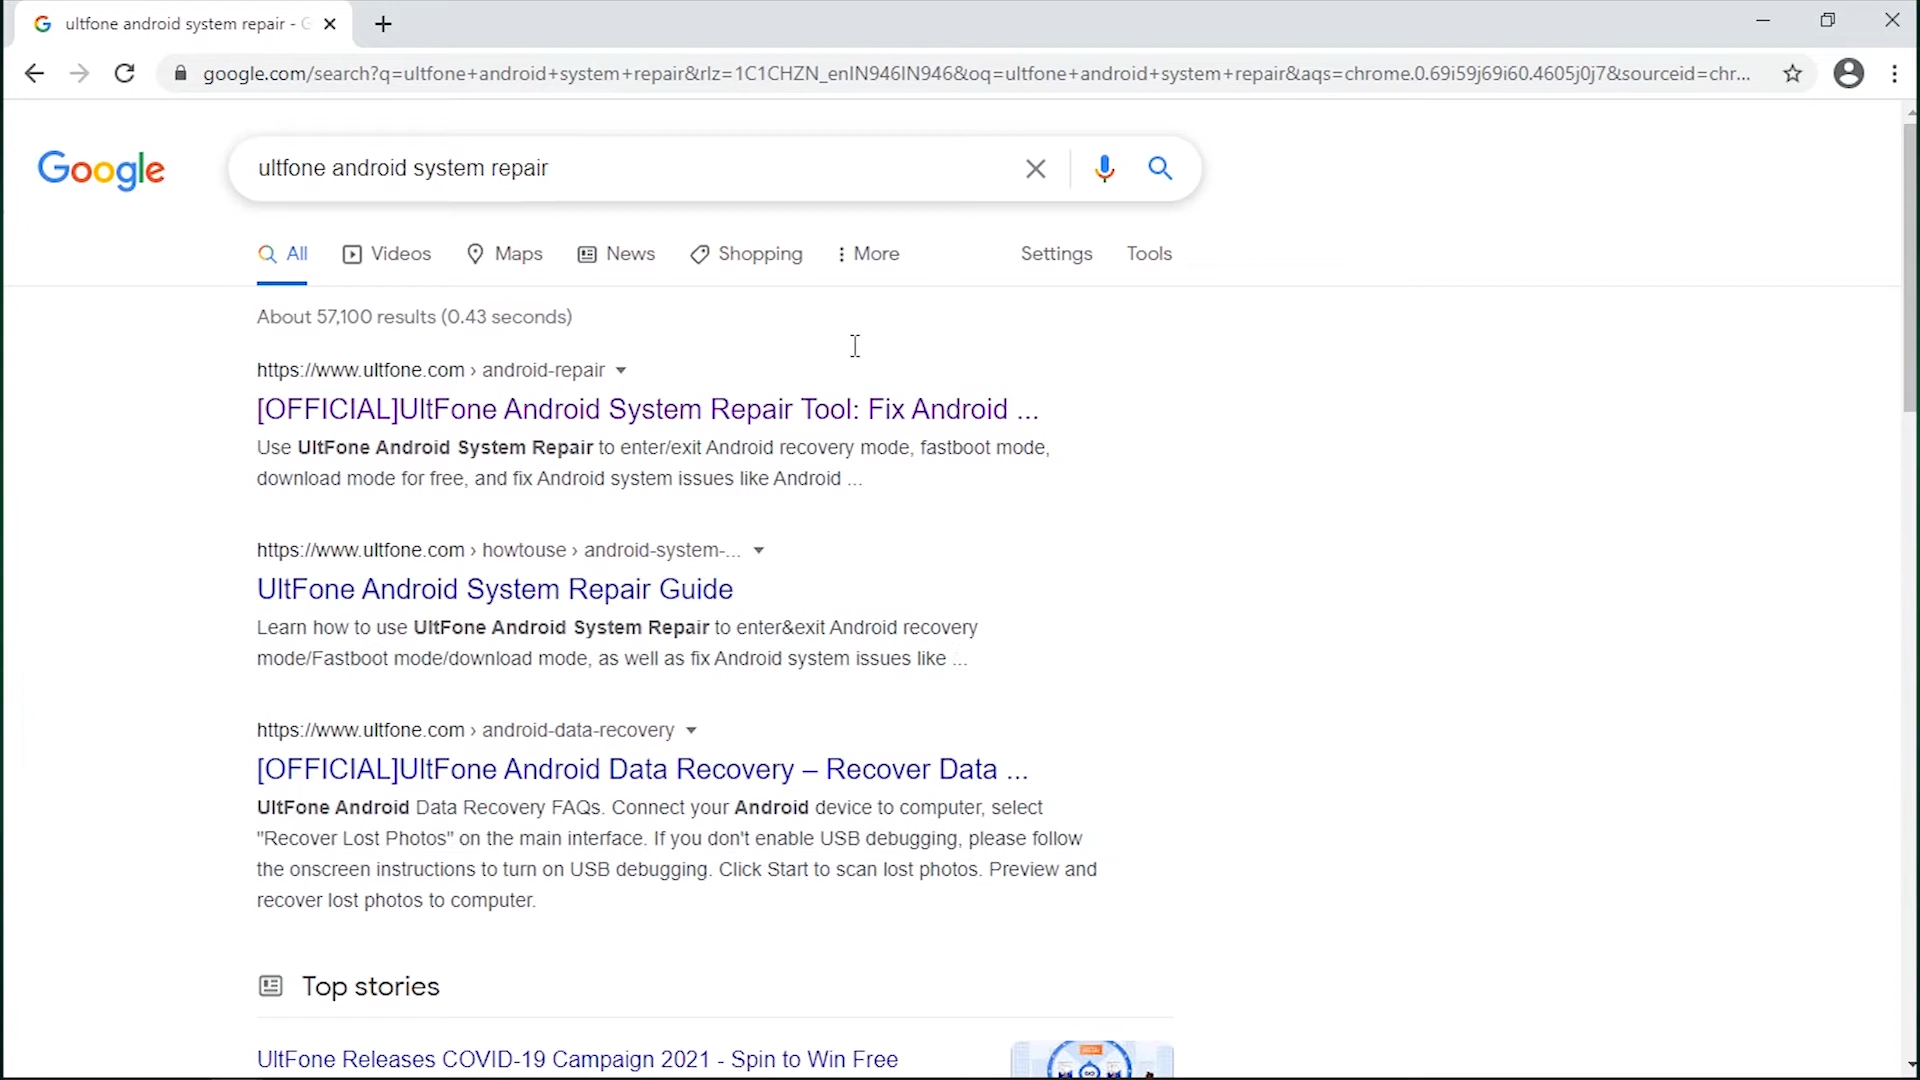 ultfone android system repair - G
google.com/search?q=ultfone+android+system+repair&rlz=1C1CHZN_enIN946IN946&oq=ultfone+android+system+repair&aqs=chrome.0.69i59j69i60.4605j0j7&sourceid=chr...
Google
ultfone android system repair
All Videos Maps News Shopping More Settings Tools
About 57,100 results (0.43 seconds)
https://www.ultfone.com › android-repair
[OFFICIAL]UltFone Android System Repair Tool: Fix Android ...
Use UltFone Android System Repair to enter/exit Android recovery mode, fastboot mode,
download mode for free, and fix Android system issues like Android ...
https://www.ultfone.com › howtouse › android-system-...
UltFone Android System Repair Guide
Learn how to use UltFone Android System Repair to enter&exit Android recovery
mode/Fastboot mode/download mode, as well as fix Android system issues like ...
https://www.ultfone.com › android-data-recovery
[OFFICIAL]UltFone Android Data Recovery – Recover Data ...
UltFone Android Data Recovery FAQs. Connect your Android device to computer, select
"Recover Lost Photos" on the main interface. If you don't enable USB debugging, please follow
the onscreen instructions to turn on USB debugging. Click Start to scan lost photos. Preview and
recover lost photos to computer.
Top stories
UltFone Releases COVID-19 Campaign 2021 - Spin to Win Free